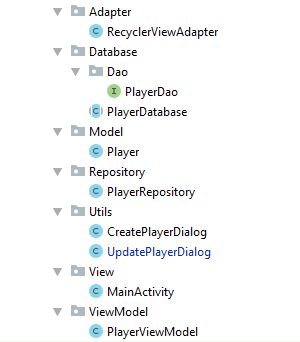 Adapter
RecyclerViewAdapter
Database
Dao
PlayerDao
PlayerDatabase
Model
Player
Repository
PlayerRepository
Utils
CreatePlayerDialog
UpdatePlayerDialog
View
MainActivity
ViewModel
PlayerViewModel